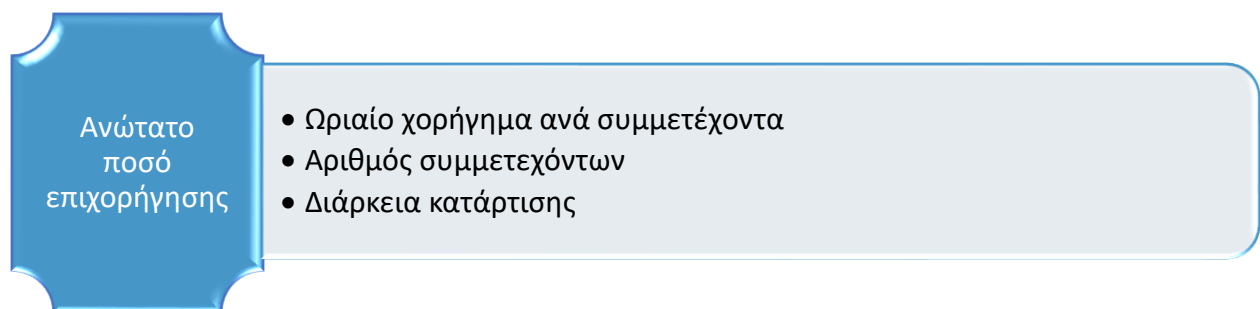 Ανώτατο
ποσό
επιχορήγησης
• Ωριαίο χορήγημα ανά συμμετέχοντα
• Αριθμός συμμετεχόντων
• Διάρκεια κατάρτισης